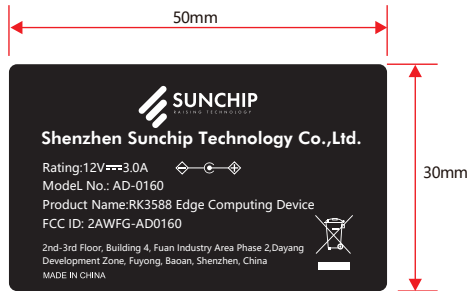 50mm
SUNCHIP
RAISING TECHNOLOGY
Shenzhen Sunchip Technology Co.,Ltd.
Rating:12V⎓3.0A
ModeL No.: AD-0160
Product Name:RK3588 Edge Computing Device
FCC ID: 2AWFG-AD0160
2nd-3rd Floor, Building 4, Fuan Industry Area Phase 2,Dayang
Development Zone, Fuyong, Baoan, Shenzhen, China
MADE IN CHINA
30mm